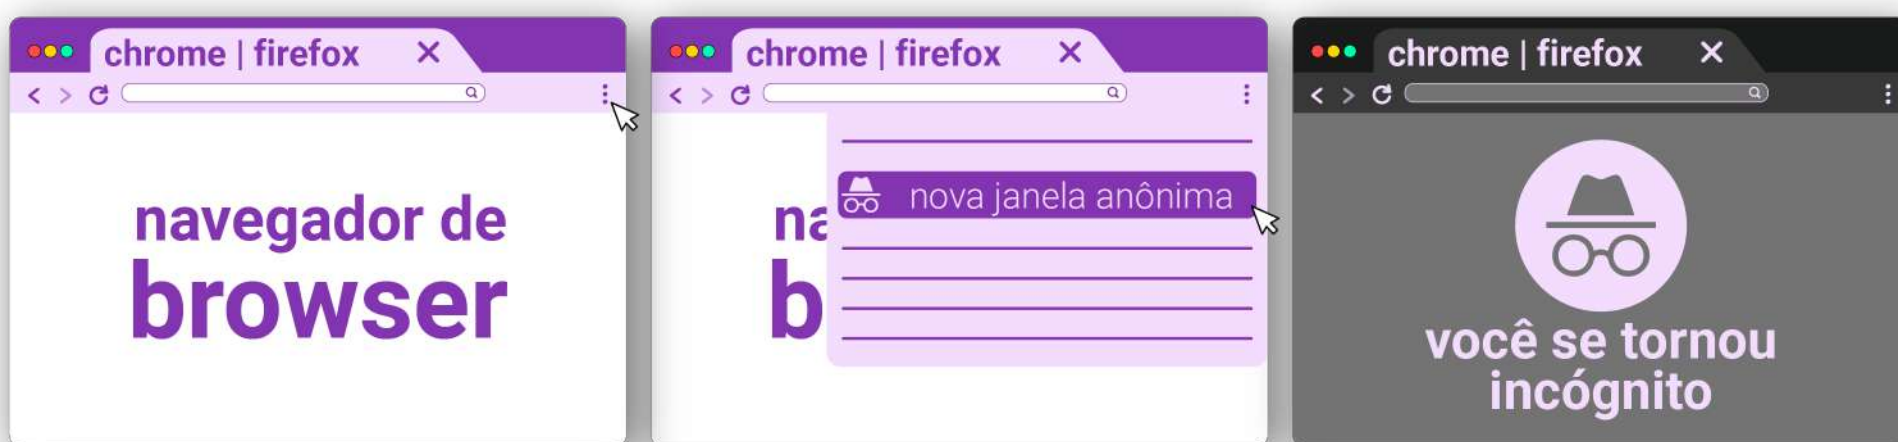 chrome | firefox
navegador de
browser
chrome | firefox
nova janela anônima
na
b
chrome | firefox
você se tornou
incógnito